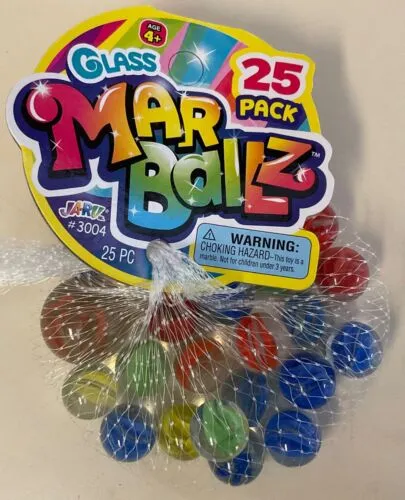 AGE
4+
GLASS
25
PACK
MAR
BALLZ™
JA-RU
#3004
25 PC
WARNING:
CHOKING HAZARD-This toy is a
marble. Not for children under 3 years.